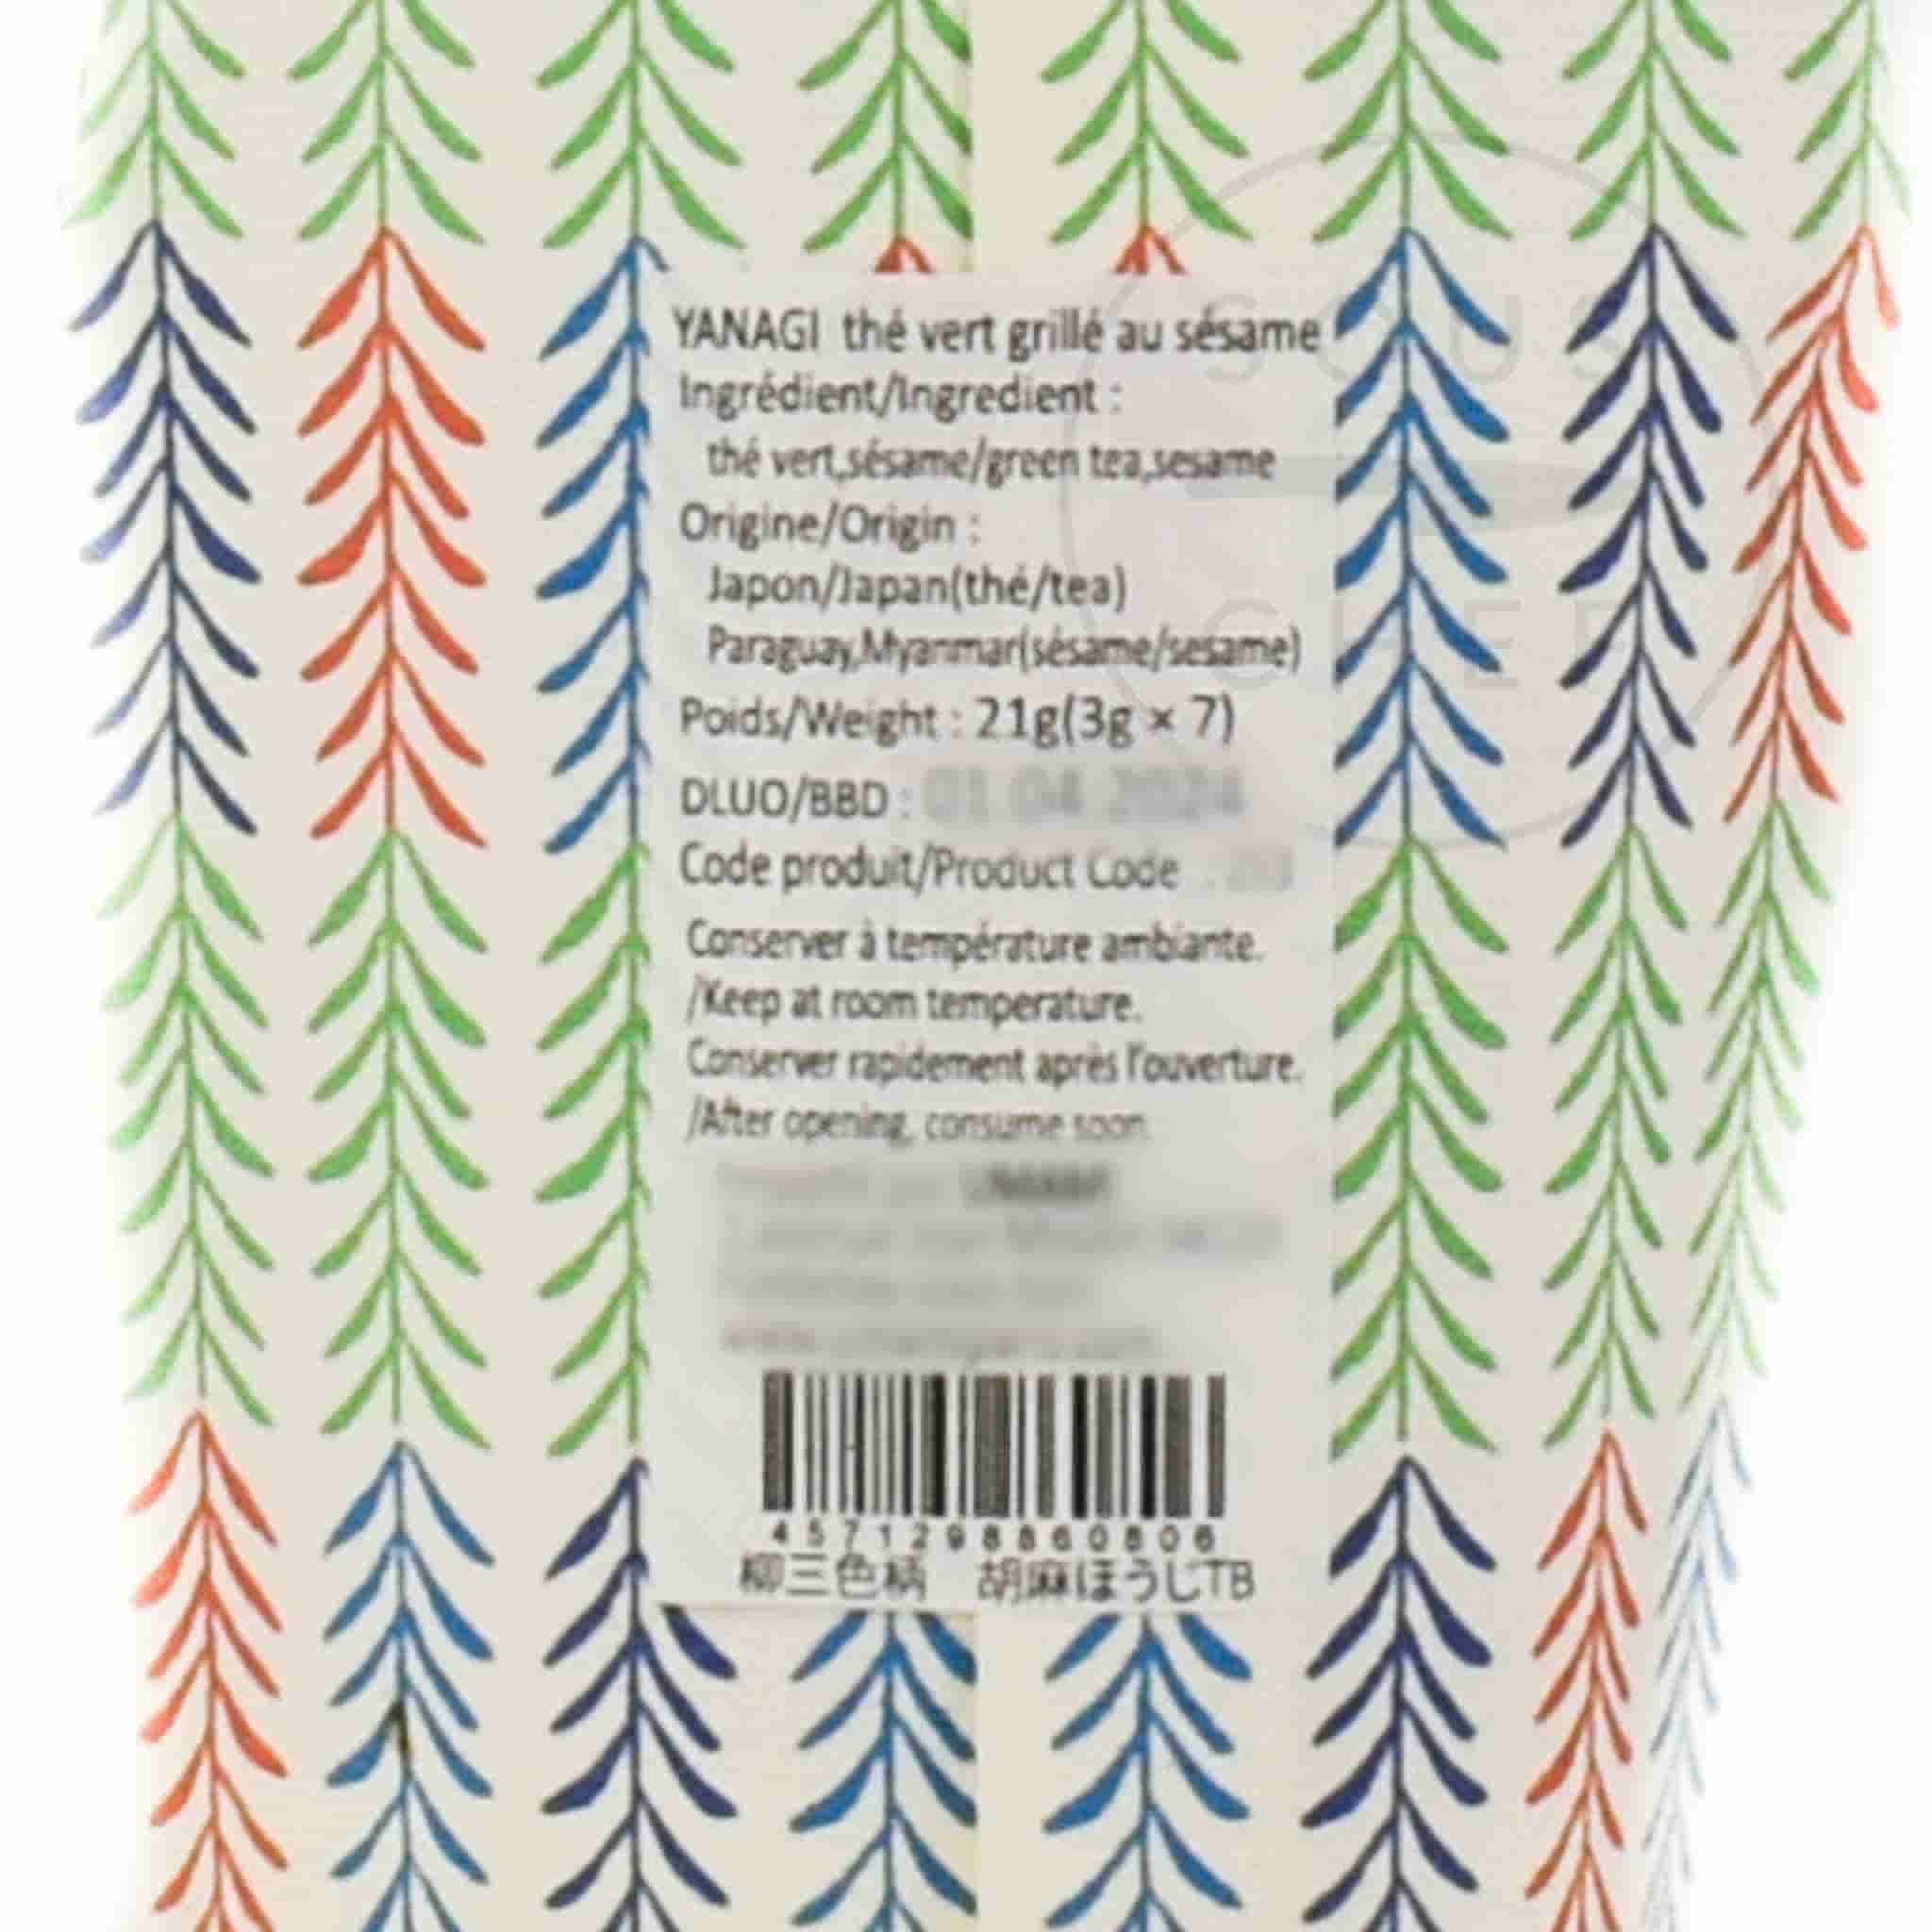 YANAGI thé vert grillé au sésame
Ingrédient/Ingredient :
thé vert,sésame/green tea,sesame
Origine/Origin :
Japon/Japan(thé/tea)
Paraguay,Myanmar(sésame/sesame)
Poids/Weight : 21g(3g × 7)
DLUO/BBD : 01.04.2024
Code produit/Product Code :
Conserver à température ambiante.
/Keep at room temperature.
Conserver rapidement après l'ouverture.
/After opening, consume soon.
4571298860806
柳三色柄 胡麻ほうじTB